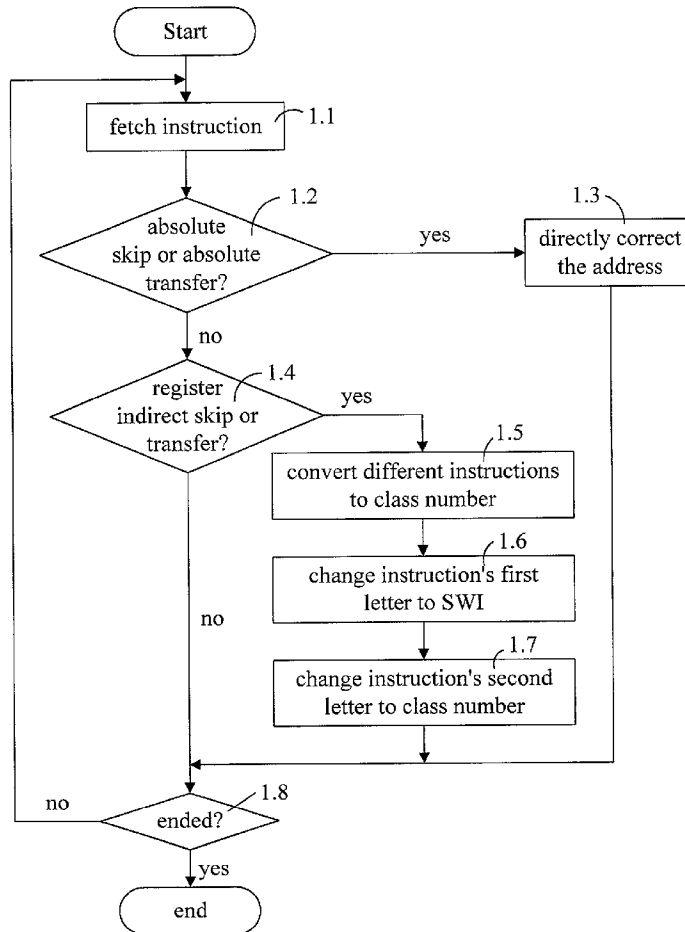 Start
fetch instruction
1.1
absolute
skip or absolute
transfer?
1.2
yes
1.3
directly correct
the address
no
register
indirect skip or
transfer?
1.4
yes
1.5
convert different instructions
to class number
1.6
change instruction's first
letter to SWI
no
1.7
change instruction's second
letter to class number
no
ended?
1.8
yes
end